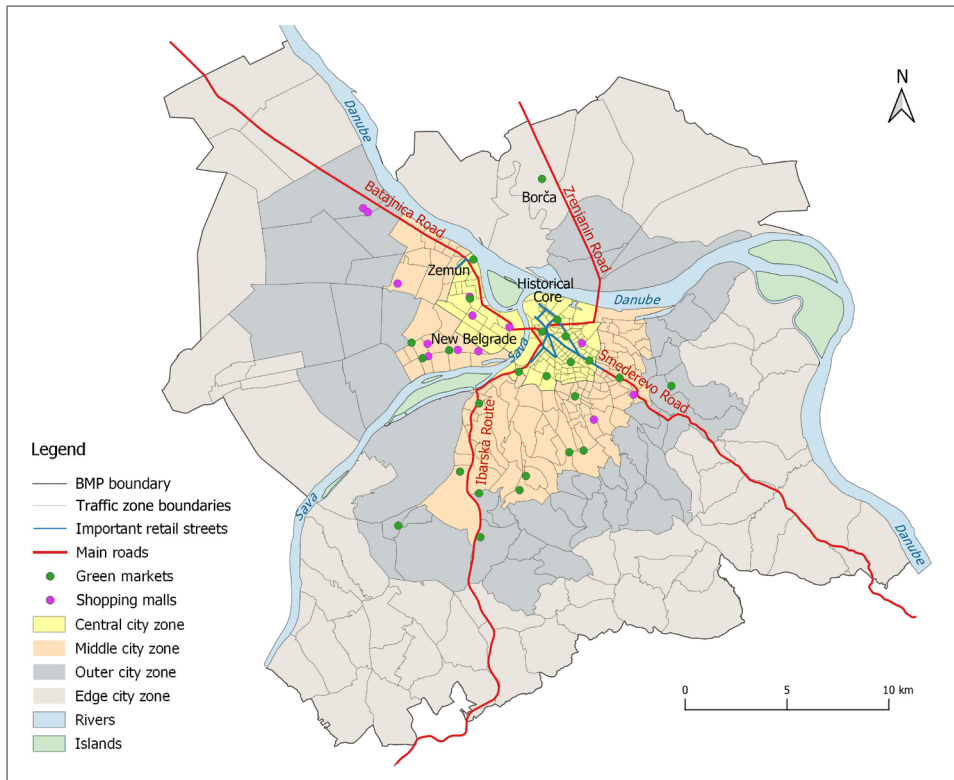 N
Danube
Batajnica Road
Borča
Zrenjanin Road
Zemun
Historical
Core
Danube
New Belgrade
Sava
Smederevo Road
Ibarska Route
Sava
Danube
Legend
BMP boundary
Traffic zone boundaries
Important retail streets
Main roads
Green markets
Shopping malls
Central city zone
Middle city zone
Outer city zone
Edge city zone
Rivers
Islands
0 5 10 km